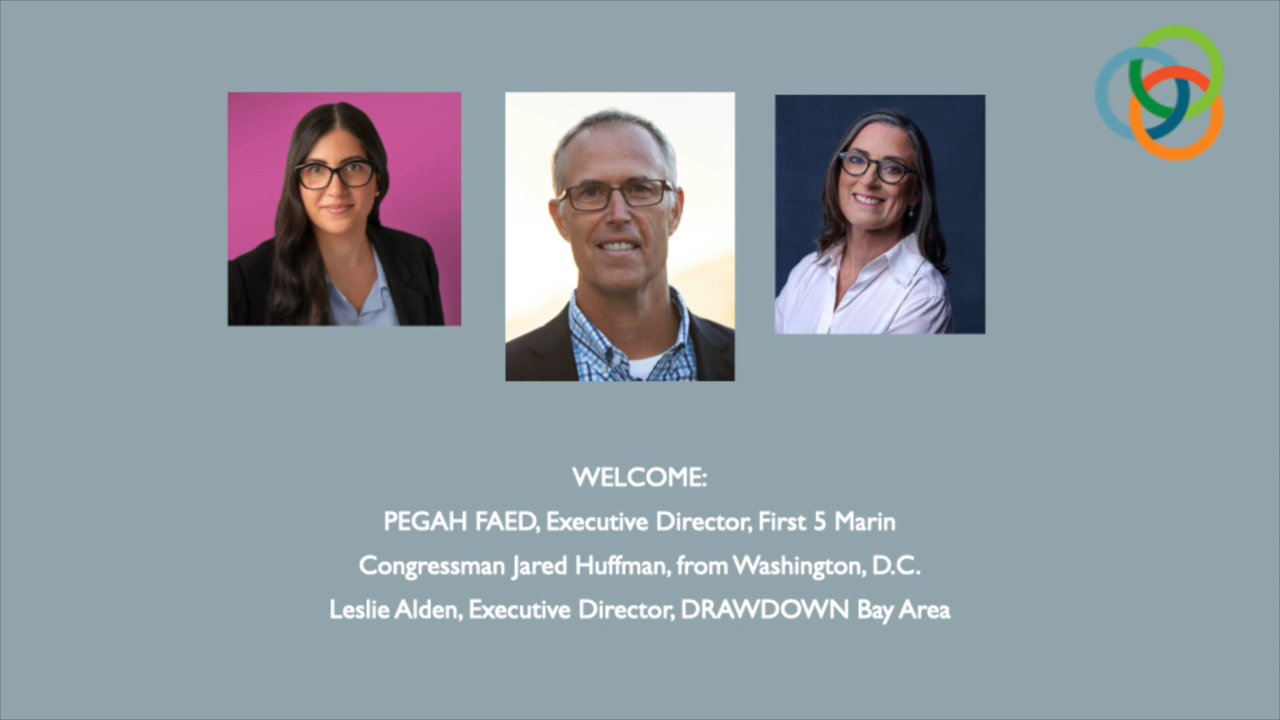 WELCOME:
PEGAH FAED, Executive Director, First 5 Marin
Congressman Jared Huffman, from Washington, D.C.
Leslie Alden, Executive Director, DRAWDOWN Bay Area